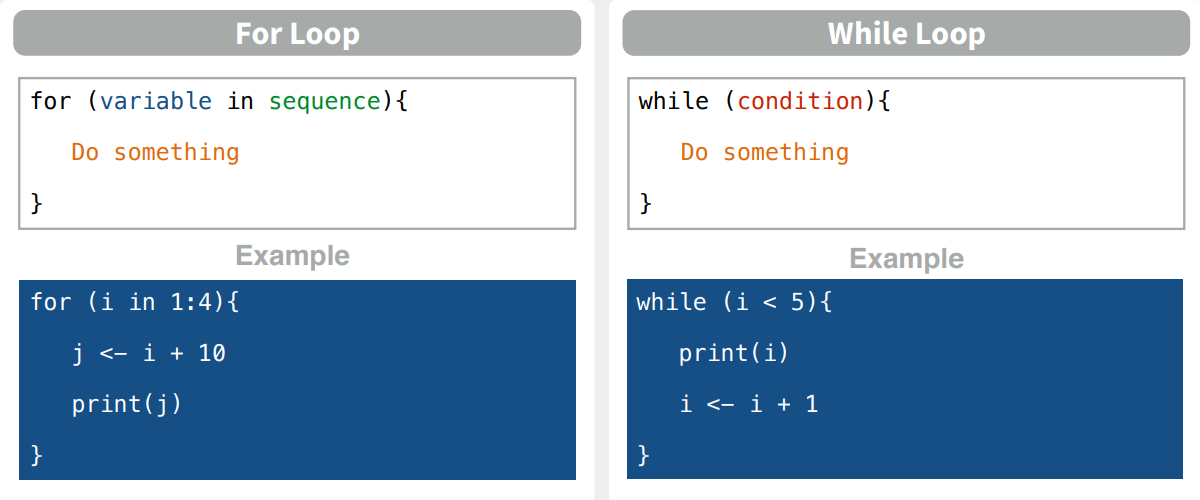 For Loop
for (variable in sequence){
Do something
}
Example
for (i in 1:4){
j <- i + 10
print(j)
}
While Loop
while (condition){
Do something
}
Example
while (i < 5){
print(i)
i <- i + 1
}